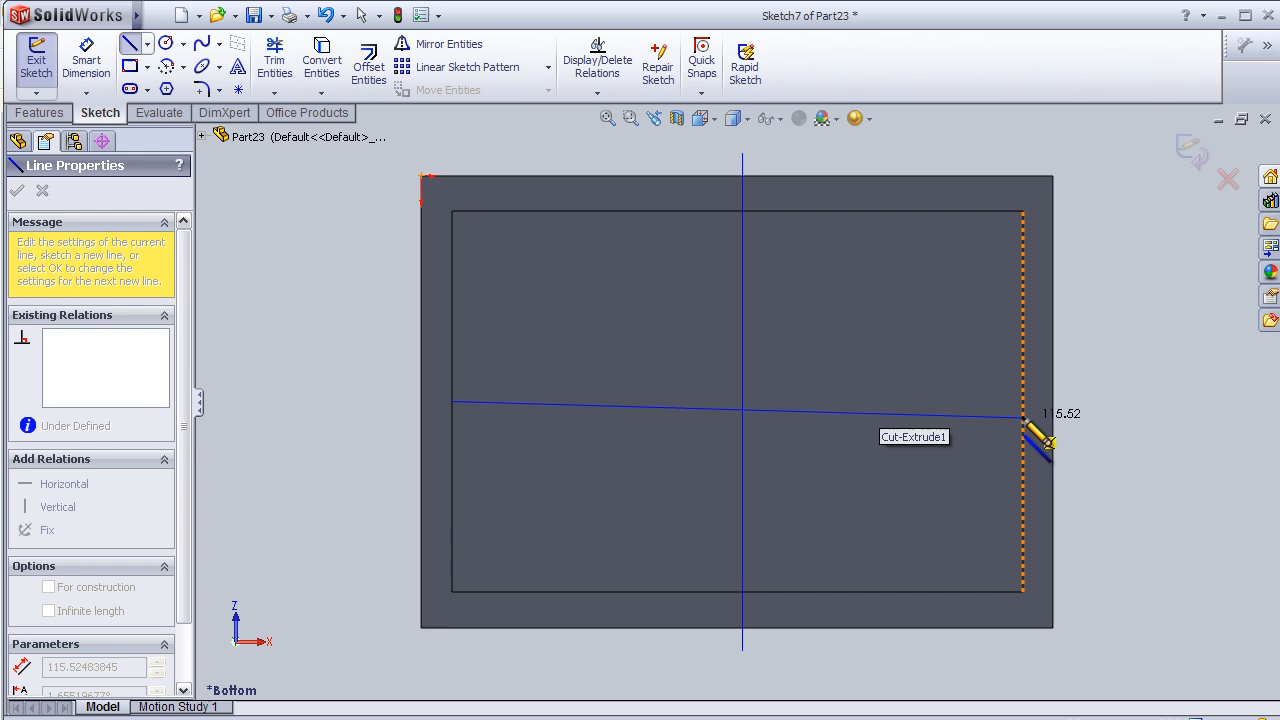 SolidWorks
Sketch7 of Part23 *
Exit Sketch
Smart Dimension
Trim Entities
Convert Entities
Offset Entities
Mirror Entities
Linear Sketch Pattern
Move Entities
Display/Delete Relations
Repair Sketch
Quick Snaps
Rapid Sketch
Features
Sketch
Evaluate
DimXpert
Office Products
Part23 (Default<<Default>_...
Line Properties
?
Message
Edit the settings of the current
line, sketch a new line, or
select OK to change the
settings for the next new line.
Existing Relations
Under Defined
Add Relations
Horizontal
Vertical
Fix
Options
For construction
Infinite length
Parameters
115.52483845
1.65519677°
115.52
Cut-Extrude1
Z
X
*Bottom
Model
Motion Study 1